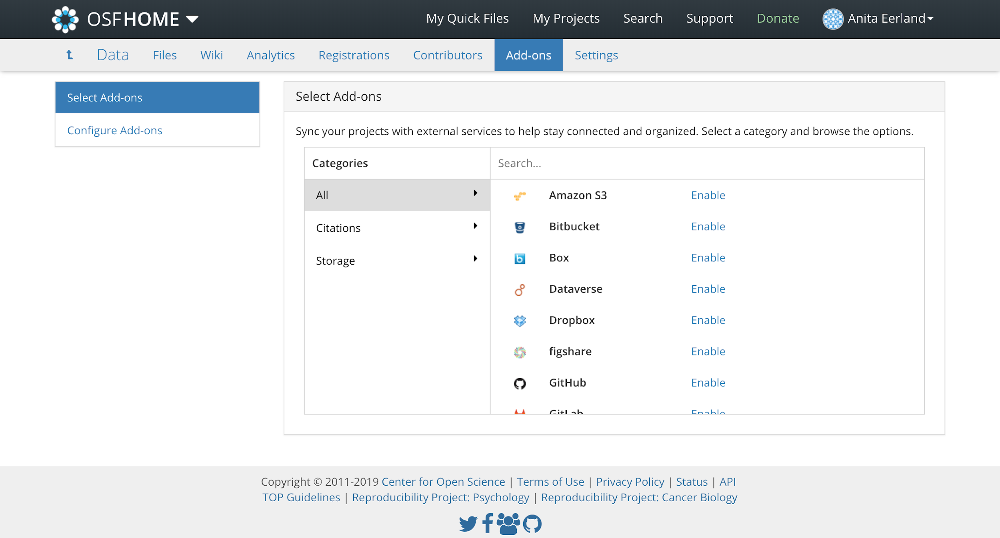 OSFHOME My Quick Files My Projects Search Support Donate Anita Eerland
Data Files Wiki Analytics Registrations Contributors Add-ons Settings
Select Add-ons
Configure Add-ons
Select Add-ons
Sync your projects with external services to help stay connected and organized. Select a category and browse the options.
Categories
Search...
All
Citations
Storage
Amazon S3 Enable
Bitbucket Enable
Box Enable
Dataverse Enable
Dropbox Enable
figshare Enable
GitHub Enable
GitLab Enable
Copyright © 2011-2019 Center for Open Science | Terms of Use | Privacy Policy | Status | API
TOP Guidelines | Reproducibility Project: Psychology | Reproducibility Project: Cancer Biology